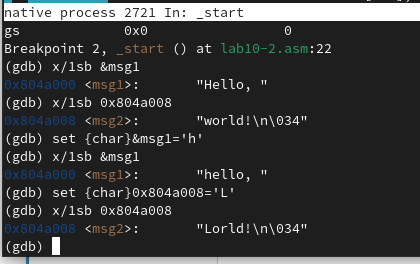 native process 2721 In: _start
gs 0x0 0
Breakpoint 2, _start () at lab10-2.asm:22
(gdb) x/1sb &msg1
0x804a000 <msg1>: "Hello, "
(gdb) x/1sb 0x804a008
0x804a008 <msg2>: "world!\n\034"
(gdb) set {char}&msg1='h'
(gdb) x/1sb &msg1
0x804a000 <msg1>: "hello, "
(gdb) set {char}0x804a008='L'
(gdb) x/1sb 0x804a008
0x804a008 <msg2>: "Lorld!\n\034"
(gdb)